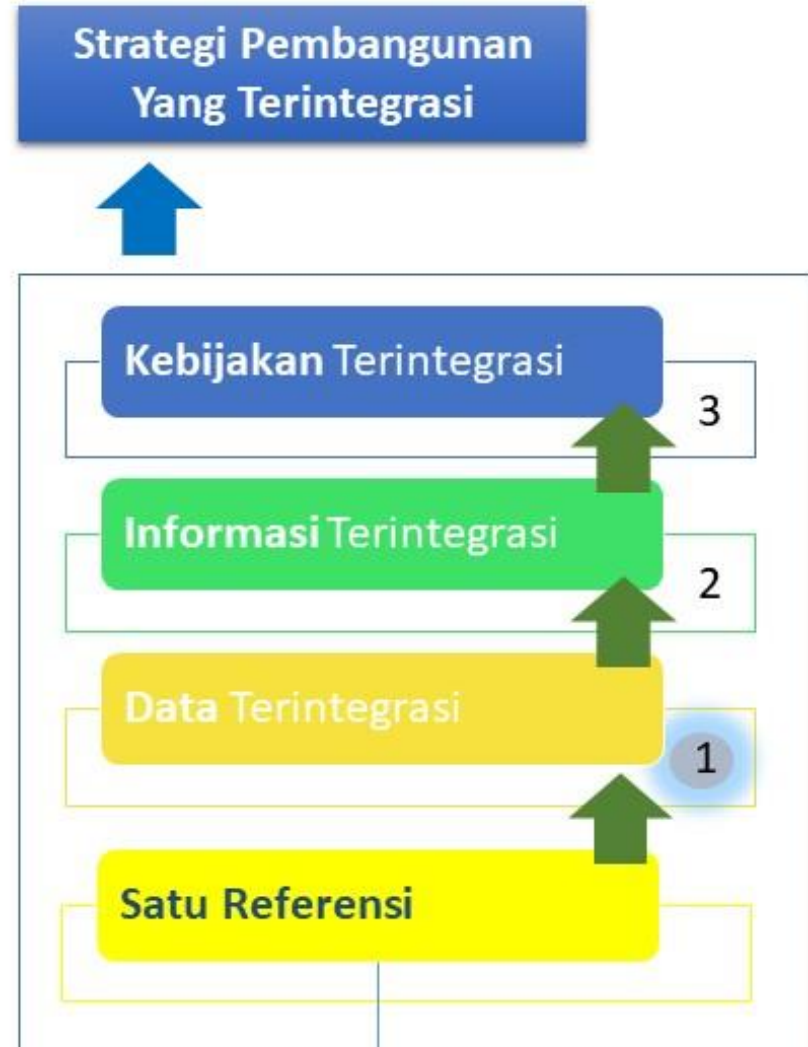 Strategi Pembangunan
Yang Terintegrasi
Kebijakan Terintegrasi
3
Informasi Terintegrasi
2
Data Terintegrasi
1
Satu Referensi